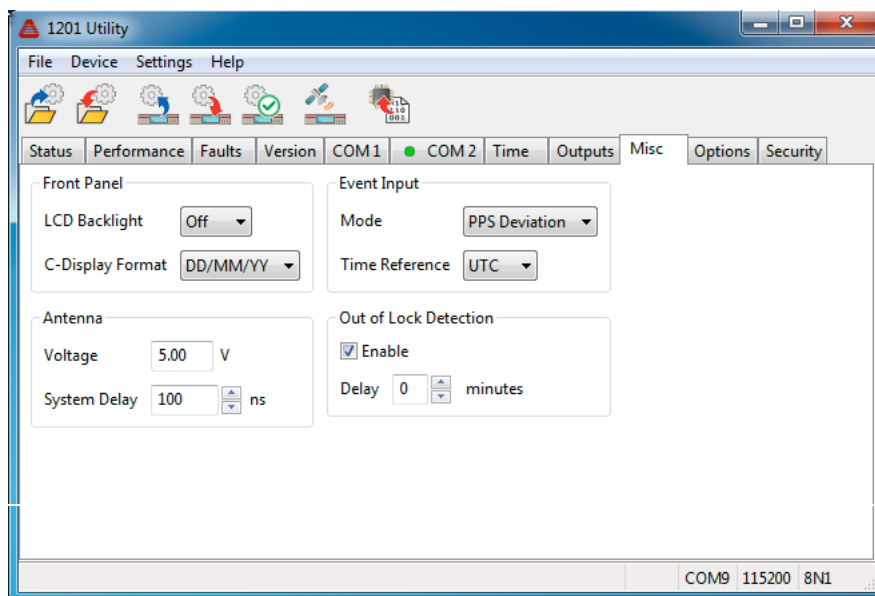 1201 Utility
File Device Settings Help
Status Performance Faults Version COM 1 COM 2 Time Outputs Misc Options Security
Front Panel
LCD Backlight Off
C-Display Format DD/MM/YY
Event Input
Mode PPS Deviation
Time Reference UTC
Antenna
Voltage 5.00 V
System Delay 100 ns
Out of Lock Detection
Enable
Delay 0 minutes
COM9 115200 8N1